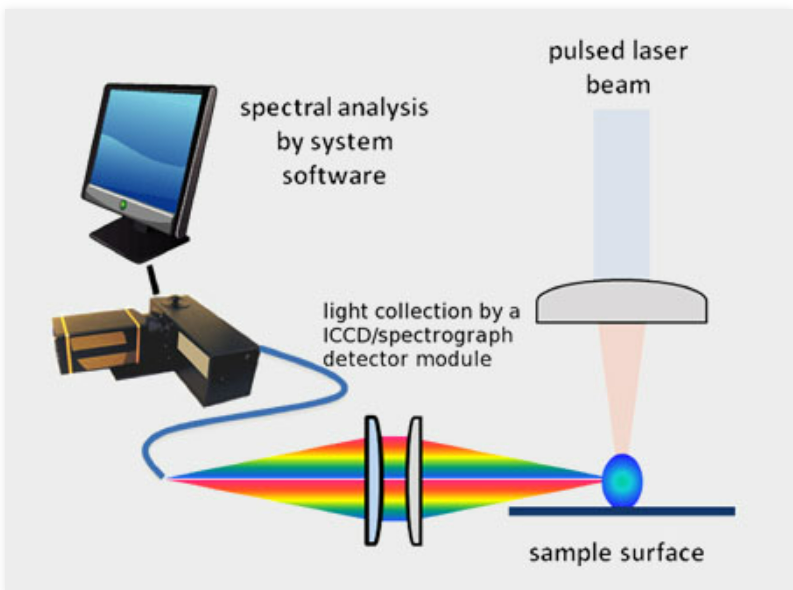 pulsed laser
beam
spectral analysis
by system
software
light collection by a
ICCD/spectrograph
detector module
sample surface